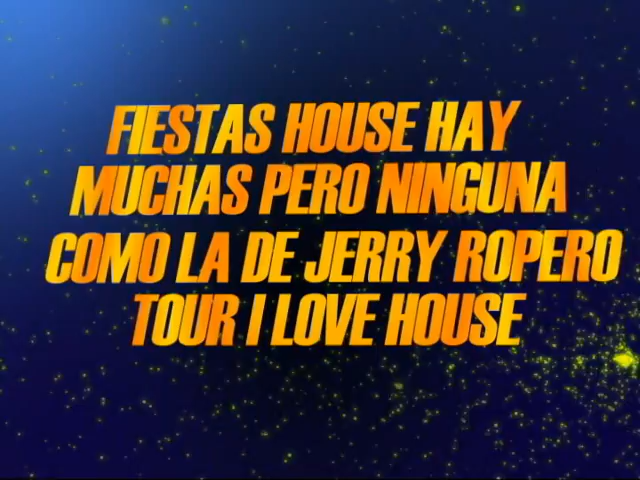 FIESTAS HOUSE HAY
MUCHAS PERO NINGUNA
COMO LA DE JERRY ROPERO
TOUR I LOVE HOUSE